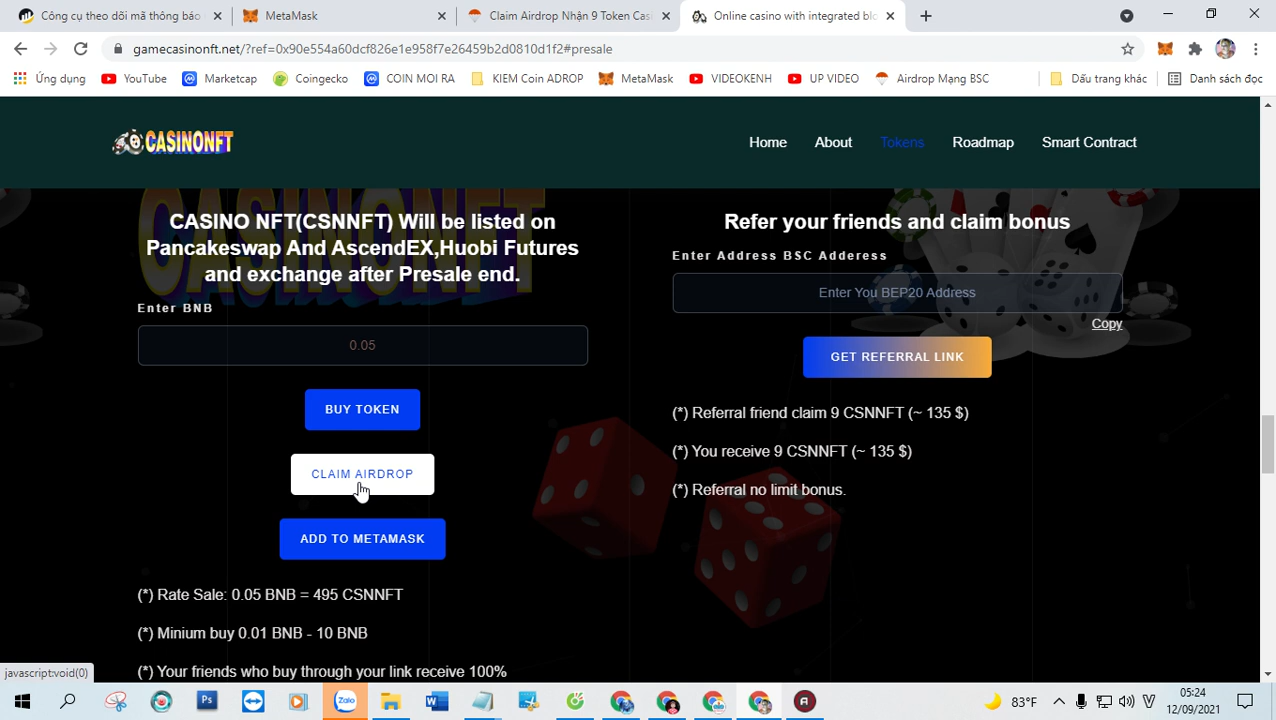 Công cụ theo dõi mã thông báo
MetaMask
Claim Airdrop Nhận 9 Token Casi
Online casino with integrated blo
gamecasinonft.net/?ref=0x90e554a60dcf826e1e958f7e26459b2d0810d1f2#presale
Ứng dụng
YouTube
Marketcap
Coingecko
COIN MOI RA
KIEM Coin ADROP
MetaMask
VIDEOKENH
UP VIDEO
Airdrop Mạng BSC
Dấu trang khác
Danh sách đọc
CASINONFT
Home
About
Tokens
Roadmap
Smart Contract
CASINO NFT(CSNNFT) Will be listed on
Pancakeswap And AscendEX,Huobi Futures
and exchange after Presale end.
Enter BNB
0.05
BUY TOKEN
CLAIM AIRDROP
ADD TO METAMASK
(*) Rate Sale: 0.05 BNB = 495 CSNNFT
(*) Minium buy 0.01 BNB - 10 BNB
(*) Your friends who buy through your link receive 100%
Refer your friends and claim bonus
Enter Address BSC Adderess
Enter You BEP20 Address
Copy
GET REFERRAL LINK
(*) Referral friend claim 9 CSNNFT (~ 135 $)
(*) You receive 9 CSNNFT (~ 135 $)
(*) Referral no limit bonus.
javascript:void(0)
Ps
Zalo
83°F
05:24
12/09/2021